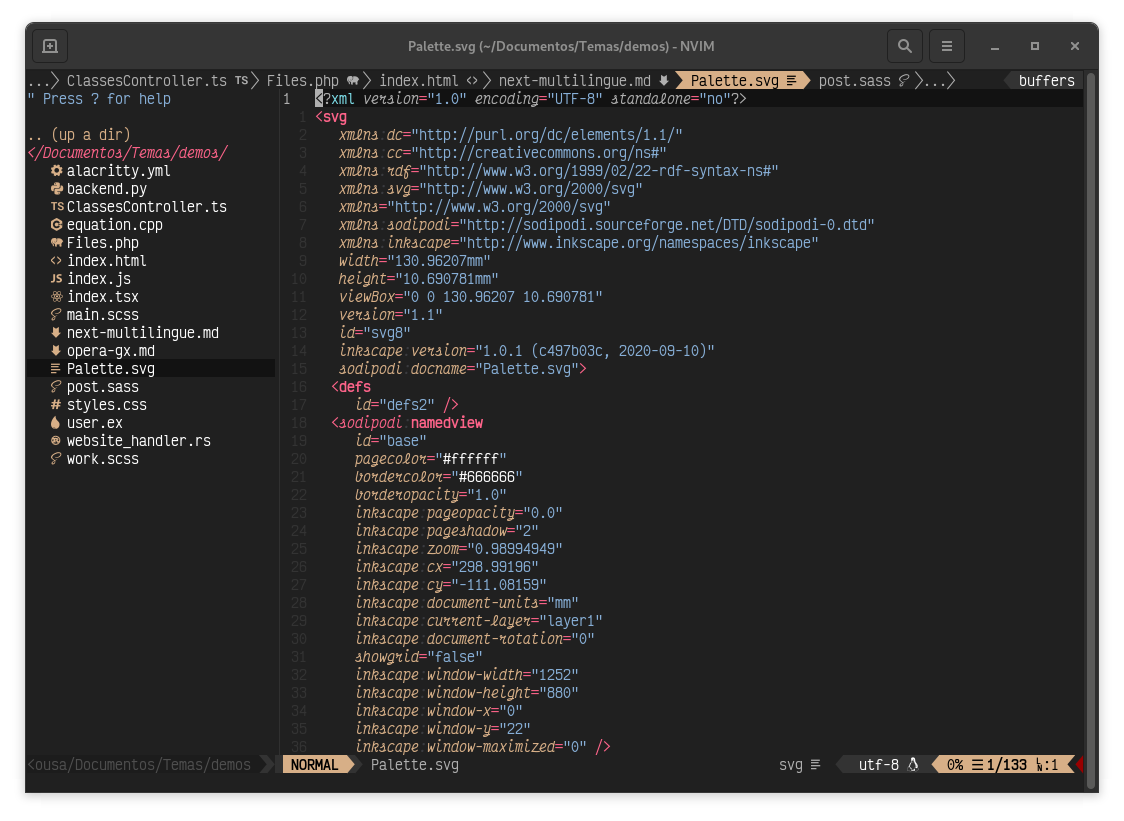 Palette.svg (~/Documentos/Temas/demos) - NVIM
...〉ClassesController.ts TS〉Files.php〉index.html <>〉next-multilingue.md Palette.svg post.sass〉...〉 buffers
" Press ? for help
.. (up a dir)
</Documentos/Temas/demos/
alacritty.yml
backend.py
TS ClassesController.ts
equation.cpp
Files.php
<> index.html
JS index.js
index.tsx
main.scss
next-multilingue.md
opera-gx.md
Palette.svg
post.sass
# styles.css
user.ex
website_handler.rs
work.scss
1 <?xml version="1.0" encoding="UTF-8" standalone="no"?>
1 <svg
2 xmlns:dc="http://purl.org/dc/elements/1.1/"
3 xmlns:cc="http://creativecommons.org/ns#"
4 xmlns:rdf="http://www.w3.org/1999/02/22-rdf-syntax-ns#"
5 xmlns:svg="http://www.w3.org/2000/svg"
6 xmlns="http://www.w3.org/2000/svg"
7 xmlns:sodipodi="http://sodipodi.sourceforge.net/DTD/sodipodi-0.dtd"
8 xmlns:inkscape="http://www.inkscape.org/namespaces/inkscape"
9 width="130.96207mm"
10 height="10.690781mm"
11 viewBox="0 0 130.96207 10.690781"
12 version="1.1"
13 id="svg8"
14 inkscape:version="1.0.1 (c497b03c, 2020-09-10)"
15 sodipodi:docname="Palette.svg">
16 <defs
17 id="defs2" />
18 <sodipodi:namedview
19 id="base"
20 pagecolor="#ffffff"
21 bordercolor="#666666"
22 borderopacity="1.0"
23 inkscape:pageopacity="0.0"
24 inkscape:pageshadow="2"
25 inkscape:zoom="0.98994949"
26 inkscape:cx="298.99196"
27 inkscape:cy="-111.08159"
28 inkscape:document-units="mm"
29 inkscape:current-layer="layer1"
30 inkscape:document-rotation="0"
31 showgrid="false"
32 inkscape:window-width="1252"
33 inkscape:window-height="880"
34 inkscape:window-x="0"
35 inkscape:window-y="22"
36 inkscape:window-maximized="0" />
<ousa/Documentos/Temas/demos NORMAL Palette.svg svg utf-8 0% ☰ 1/133 :1